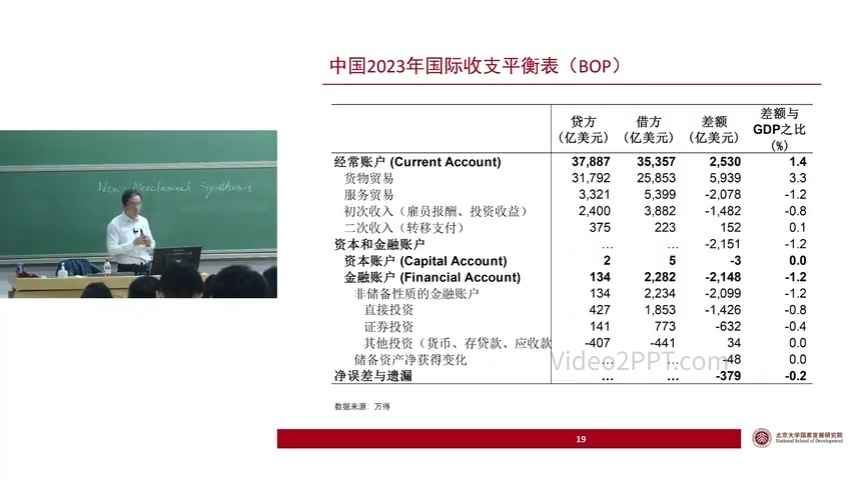 中国2023年国际收支平衡表（BOP）
贷方（亿美元） 借方（亿美元） 差额（亿美元） 差额与GDP之比（%）
经常账户 (Current Account) 37,887 35,357 2,530 1.4
货物贸易 31,792 25,853 5,939 3.3
服务贸易 3,321 5,399 -2,078 -1.2
初次收入（雇员报酬、投资收益） 2,400 3,882 -1,482 -0.8
二次收入（转移支付） 375 223 152 0.1
资本和金融账户 … … -2,151 -1.2
资本账户 (Capital Account) 2 5 -3 0.0
金融账户 (Financial Account) 134 2,282 -2,148 -1.2
非储备性质的金融账户 134 2,234 -2,099 -1.2
直接投资 427 1,853 -1,426 -0.8
证券投资 141 773 -632 -0.4
其他投资（货币、存贷款、应收款 -407 -441 34 0.0
储备资产净获得变化 … … -48 0.0
净误差与遗漏 … … -379 -0.2
Video2PPT.com
数据来源：万得
19
北京大学国家发展研究院
National School of Development
Neoclassical Synthesis